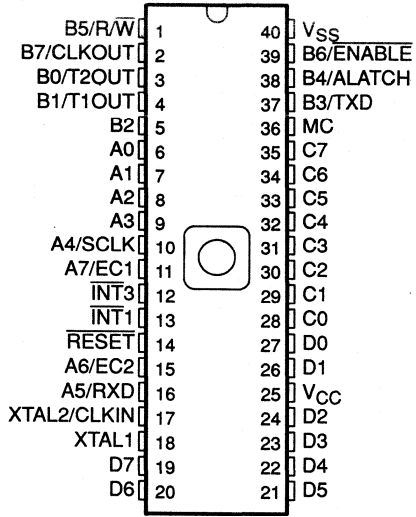 B5/R/W̅ 1 40 VSS
B7/CLKOUT 2 39 B6/E̅N̅A̅B̅L̅E̅
B0/T2OUT 3 38 B4/ALATCH
B1/T1OUT 4 37 B3/TXD
B2 5 36 MC
A0 6 35 C7
A1 7 34 C6
A2 8 33 C5
A3 9 32 C4
A4/SCLK 10 31 C3
A7/EC1 11 30 C2
I̅N̅T̅3 12 29 C1
I̅N̅T̅1 13 28 C0
R̅E̅S̅E̅T̅ 14 27 D0
A6/EC2 15 26 D1
A5/RXD 16 25 VCC
XTAL2/CLKIN 17 24 D2
XTAL1 18 23 D3
D7 19 22 D4
D6 20 21 D5